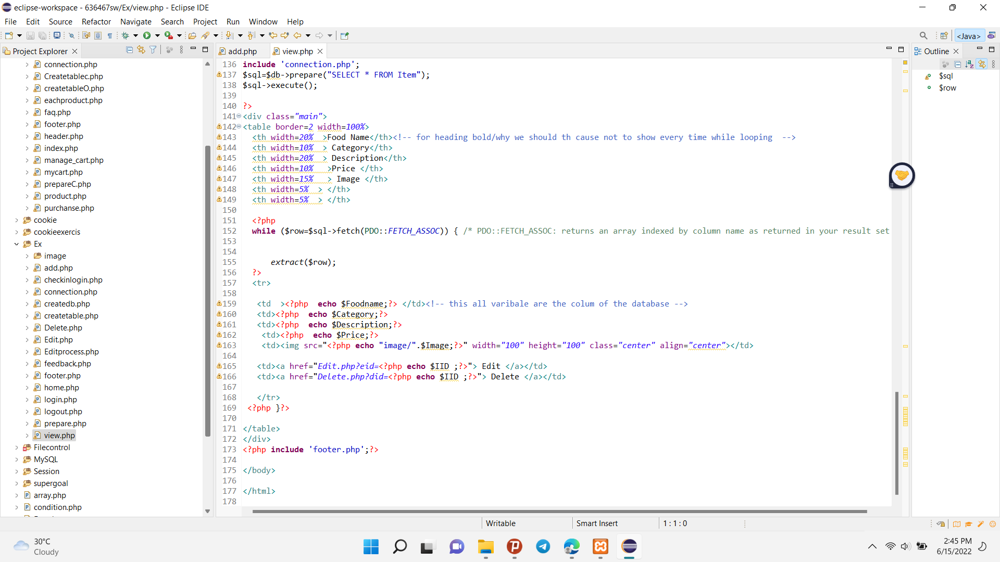 eclipse-workspace - 636467sw/Ex/view.php - Eclipse IDE
File Edit Source Refactor Navigate Search Project Run Window Help
<Java>
Project Explorer
connection.php
Createtablec.php
createtableO.php
eachproduct.php
faq.php
footer.php
header.php
index.php
manage_cart.php
mycart.php
prepareC.php
product.php
purchanse.php
cookie
cookieexercis
Ex
image
add.php
checkinlogin.php
connection.php
createdb.php
createtable.php
Delete.php
Edit.php
Editprocess.php
feedback.php
footer.php
home.php
login.php
logout.php
prepare.php
view.php
Filecontrol
MySQL
Session
supergoal
array.php
condition.php
add.php view.php
136 include 'connection.php';
137 $sql=$db->prepare("SELECT * FROM Item");
138 $sql->execute();
139
140 ?>
141 <div class="main">
142 <table border=2 width=100%>
143 <th width=20% >Food Name</th><!-- for heading bold/why we should th cause not to show every time while looping -->
144 <th width=10% > Category</th>
145 <th width=20% > Description</th>
146 <th width=10% >Price </th>
147 <th width=15% > Image </th>
148 <th width=5% > </th>
149 <th width=5% > </th>
150
151 <?php
152 while ($row=$sql->fetch(PDO::FETCH_ASSOC)) { /* PDO::FETCH_ASSOC: returns an array indexed by column name as returned in your result set
153
154
155 extract($row);
156 ?>
157 <tr>
158
159 <td ><?php echo $Foodname;?> </td><!-- this all varibale are the colum of the database -->
160 <td><?php echo $Category;?>
161 <td><?php echo $Description;?>
162 <td><?php echo $Price;?>
163 <td><img src="<?php echo "image/".$Image;?>" width="100" height="100" class="center" align="center"></td>
164
165 <td><a href="Edit.php?eid=<?php echo $IID ;?>"> Edit </a></td>
166 <td><a href="Delete.php?did=<?php echo $IID ;?>"> Delete </a></td>
167
168 </tr>
169 <?php }?>
170
171 </table>
172 </div>
173 <?php include 'footer.php';?>
174
175 </body>
176
177 </html>
178
Outline
$sql
$row
Writable Smart Insert 1 : 1 : 0
30°C
Cloudy
2:45 PM
6/15/2022